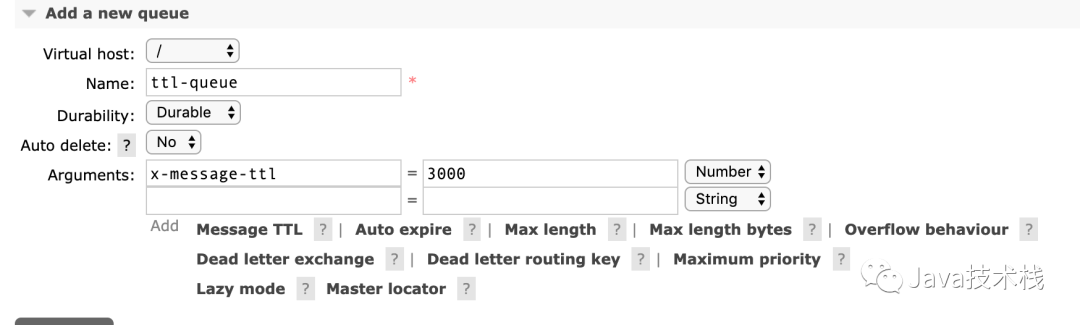 Add a new queue
Virtual host: /
Name: ttl-queue *
Durability: Durable
Auto delete: ? No
Arguments: x-message-ttl = 3000 Number
= String
Add Message TTL ? | Auto expire ? | Max length ? | Max length bytes ? | Overflow behaviour ?
Dead letter exchange ? | Dead letter routing key ? | Maximum priority ?
Lazy mode ? Master locator ?
Java技术栈